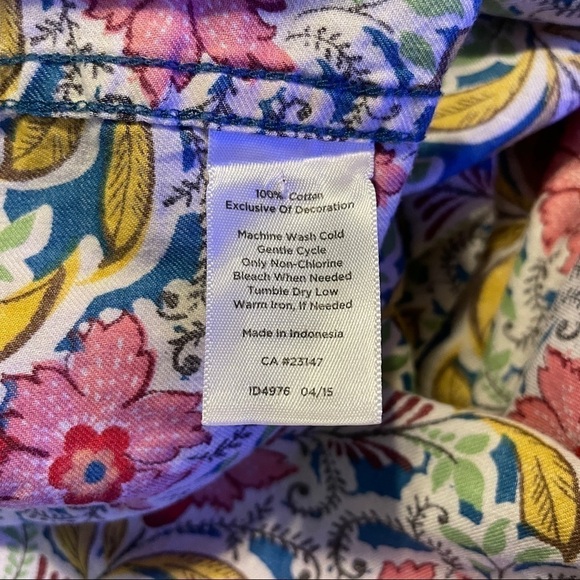 100% Cotton
Exclusive Of Decoration
Machine Wash Cold
Gentle Cycle
Only Non-Chlorine
Bleach When Needed
Tumble Dry Low
Warm Iron, If Needed
Made in Indonesia
CA #23147
ID4976 04/15